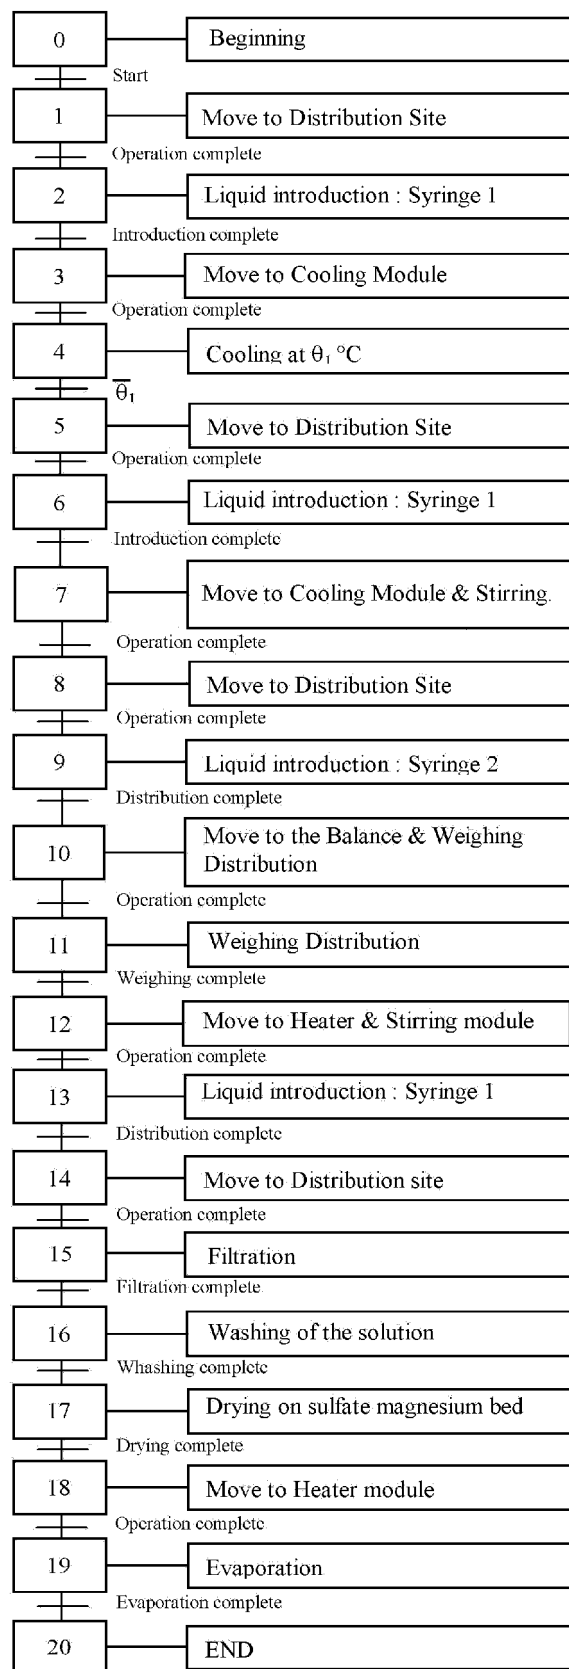 0 Beginning
Start
1 Move to Distribution Site
Operation complete
2 Liquid introduction : Syringe 1
Introduction complete
3 Move to Cooling Module
Operation complete
4 Cooling at θ₁ °C
θ̅₁
5 Move to Distribution Site
Operation complete
6 Liquid introduction : Syringe 1
Introduction complete
7 Move to Cooling Module & Stirring.
Operation complete
8 Move to Distribution Site
Operation complete
9 Liquid introduction : Syringe 2
Distribution complete
10 Move to the Balance & Weighing
Distribution
Operation complete
11 Weighing Distribution
Weighing complete
12 Move to Heater & Stirring module
Operation complete
13 Liquid introduction : Syringe 1
Distribution complete
14 Move to Distribution site
Operation complete
15 Filtration
Filtration complete
16 Washing of the solution
Whashing complete
17 Drying on sulfate magnesium bed
Drying complete
18 Move to Heater module
Operation complete
19 Evaporation
Evaporation complete
20 END